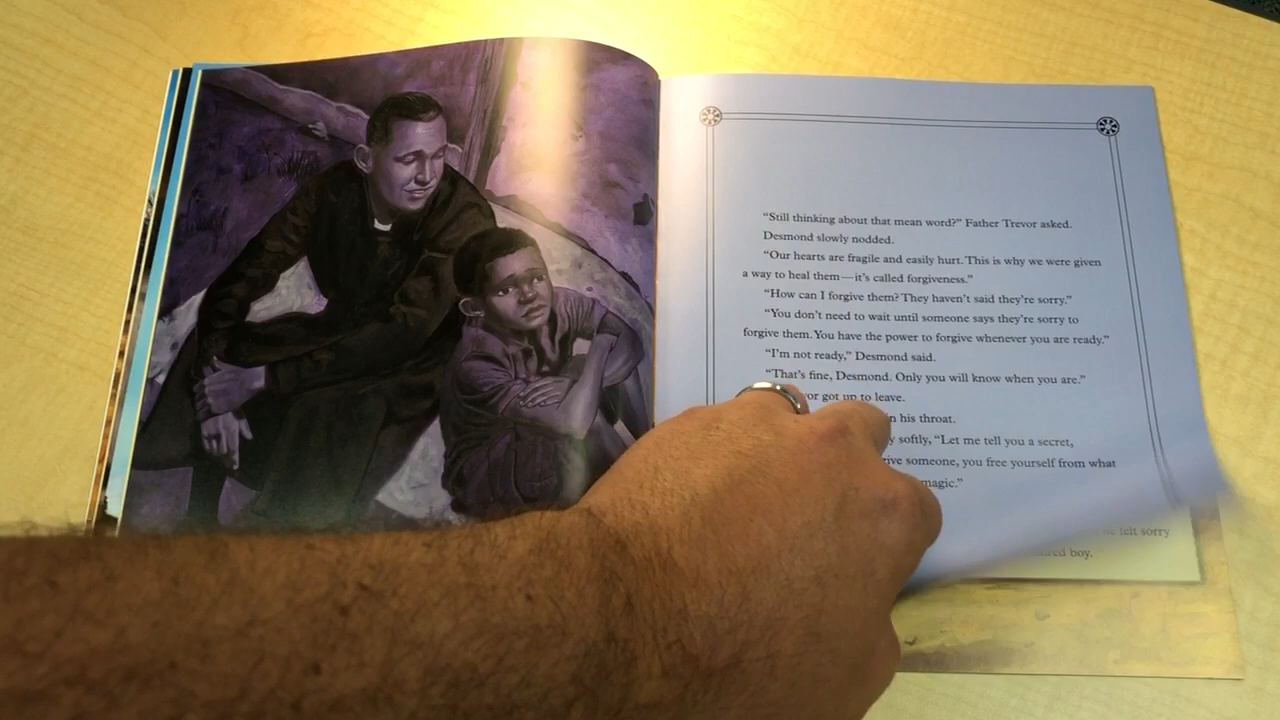 “Still thinking about that mean word?” Father Trevor asked.
Desmond slowly nodded.
“Our hearts are fragile and easily hurt. This is why we were given
a way to heal them—it’s called forgiveness.”
“How can I forgive them? They haven’t said they’re sorry.”
“You don’t need to wait until someone says they’re sorry to
forgive them. You have the power to forgive whenever you are ready.”
“I’m not ready,” Desmond said.
“That’s fine, Desmond. Only you will know when you are.”
got up to leave.
his throat.
softly, “Let me tell you a secret,
someone, you free yourself from what
magic.”
felt sorry
boy.